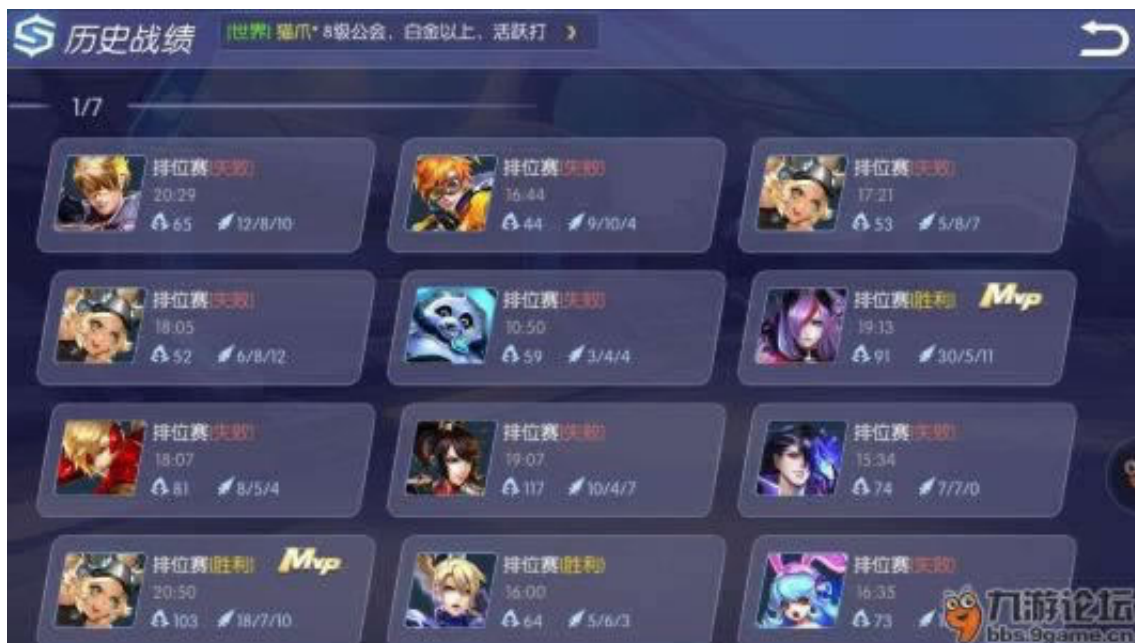 历史战绩 [世界] 猫爪* 8级公会，白金以上、活跃打 >
1/7
排位赛(失败) 排位赛(失败) 排位赛(失败)
20:29 16:44 17:21
65 12/8/10 44 9/10/4 53 5/8/7
排位赛(失败) 排位赛(失败) 排位赛(胜利) Mvp
18:05 10:50 19:13
52 6/8/12 59 3/4/4 91 30/5/11
排位赛(失败) 排位赛(失败) 排位赛(失败)
18:07 19:07 15:34
81 8/5/4 117 10/4/7 74 7/7/0
排位赛(胜利) Mvp 排位赛(胜利) 排位赛(失败)
20:50 16:00 16:35
103 18/7/10 64 5/6/3 73
九游论坛
bbs.9game.cn